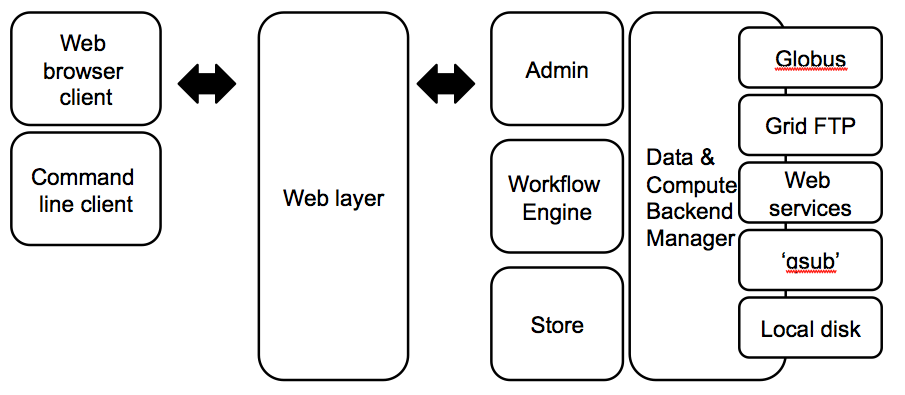 Web
browser
client
Command
line client
Web layer
Admin
Workflow
Engine
Store
Data &
Compute
Backend
Manager
Globus
Grid FTP
Web
services
‘qsub’
Local disk